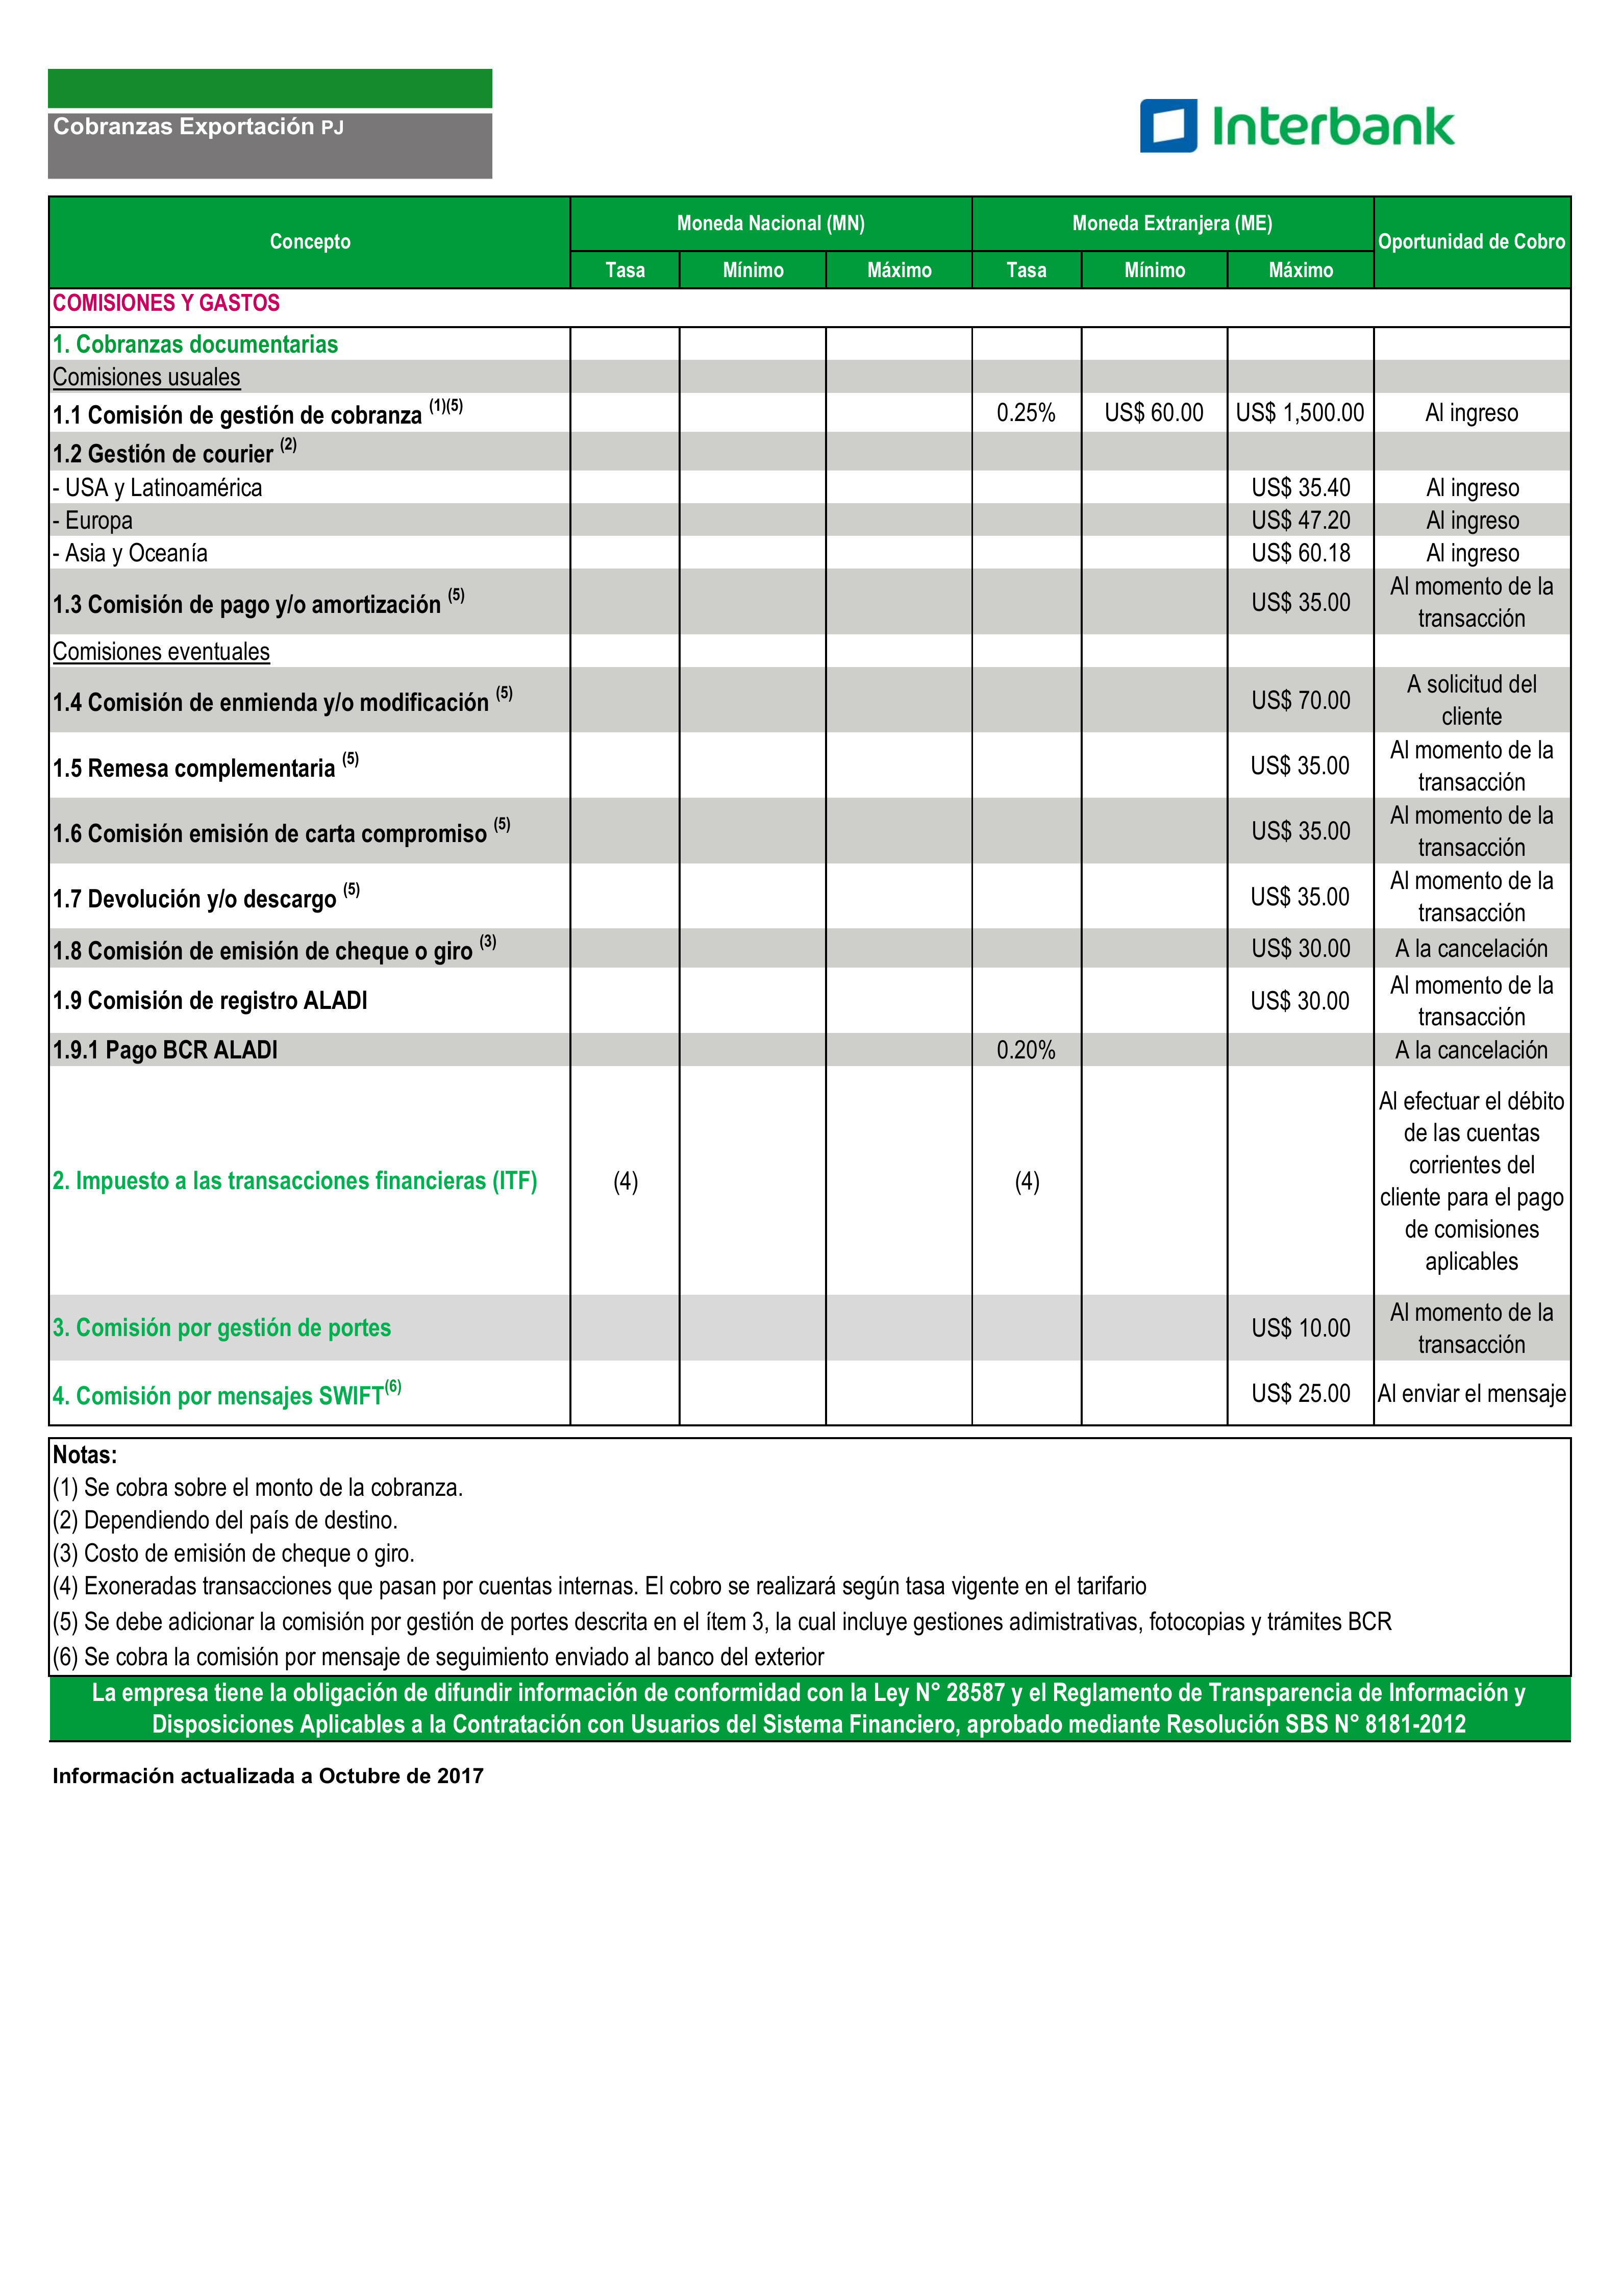 Cobranzas Exportación PJ
Interbank
Concepto
Moneda Nacional (MN)
Moneda Extranjera (ME)
Oportunidad de Cobro
Tasa Mínimo Máximo Tasa Mínimo Máximo
COMISIONES Y GASTOS
1. Cobranzas documentarias
Comisiones usuales
1.1 Comisión de gestión de cobranza (1)(5) 0.25% US$ 60.00 US$ 1,500.00 Al ingreso
1.2 Gestión de courier (2)
- USA y Latinoamérica US$ 35.40 Al ingreso
- Europa US$ 47.20 Al ingreso
- Asia y Oceanía US$ 60.18 Al ingreso
1.3 Comisión de pago y/o amortización (5) US$ 35.00 Al momento de la
transacción
Comisiones eventuales
1.4 Comisión de enmienda y/o modificación (5) US$ 70.00 A solicitud del
cliente
1.5 Remesa complementaria (5) US$ 35.00 Al momento de la
transacción
1.6 Comisión emisión de carta compromiso (5) US$ 35.00 Al momento de la
transacción
1.7 Devolución y/o descargo (5) US$ 35.00 Al momento de la
transacción
1.8 Comisión de emisión de cheque o giro (3) US$ 30.00 A la cancelación
1.9 Comisión de registro ALADI US$ 30.00 Al momento de la
transacción
1.9.1 Pago BCR ALADI 0.20% A la cancelación
2. Impuesto a las transacciones financieras (ITF) (4) (4) Al efectuar el débito
de las cuentas
corrientes del
cliente para el pago
de comisiones
aplicables
3. Comisión por gestión de portes US$ 10.00 Al momento de la
transacción
4. Comisión por mensajes SWIFT(6) US$ 25.00 Al enviar el mensaje
Notas:
(1) Se cobra sobre el monto de la cobranza.
(2) Dependiendo del país de destino.
(3) Costo de emisión de cheque o giro.
(4) Exoneradas transacciones que pasan por cuentas internas. El cobro se realizará según tasa vigente en el tarifario
(5) Se debe adicionar la comisión por gestión de portes descrita en el ítem 3, la cual incluye gestiones adimistrativas, fotocopias y trámites BCR
(6) Se cobra la comisión por mensaje de seguimiento enviado al banco del exterior
La empresa tiene la obligación de difundir información de conformidad con la Ley N° 28587 y el Reglamento de Transparencia de Información y
Disposiciones Aplicables a la Contratación con Usuarios del Sistema Financiero, aprobado mediante Resolución SBS N° 8181-2012
Información actualizada a Octubre de 2017